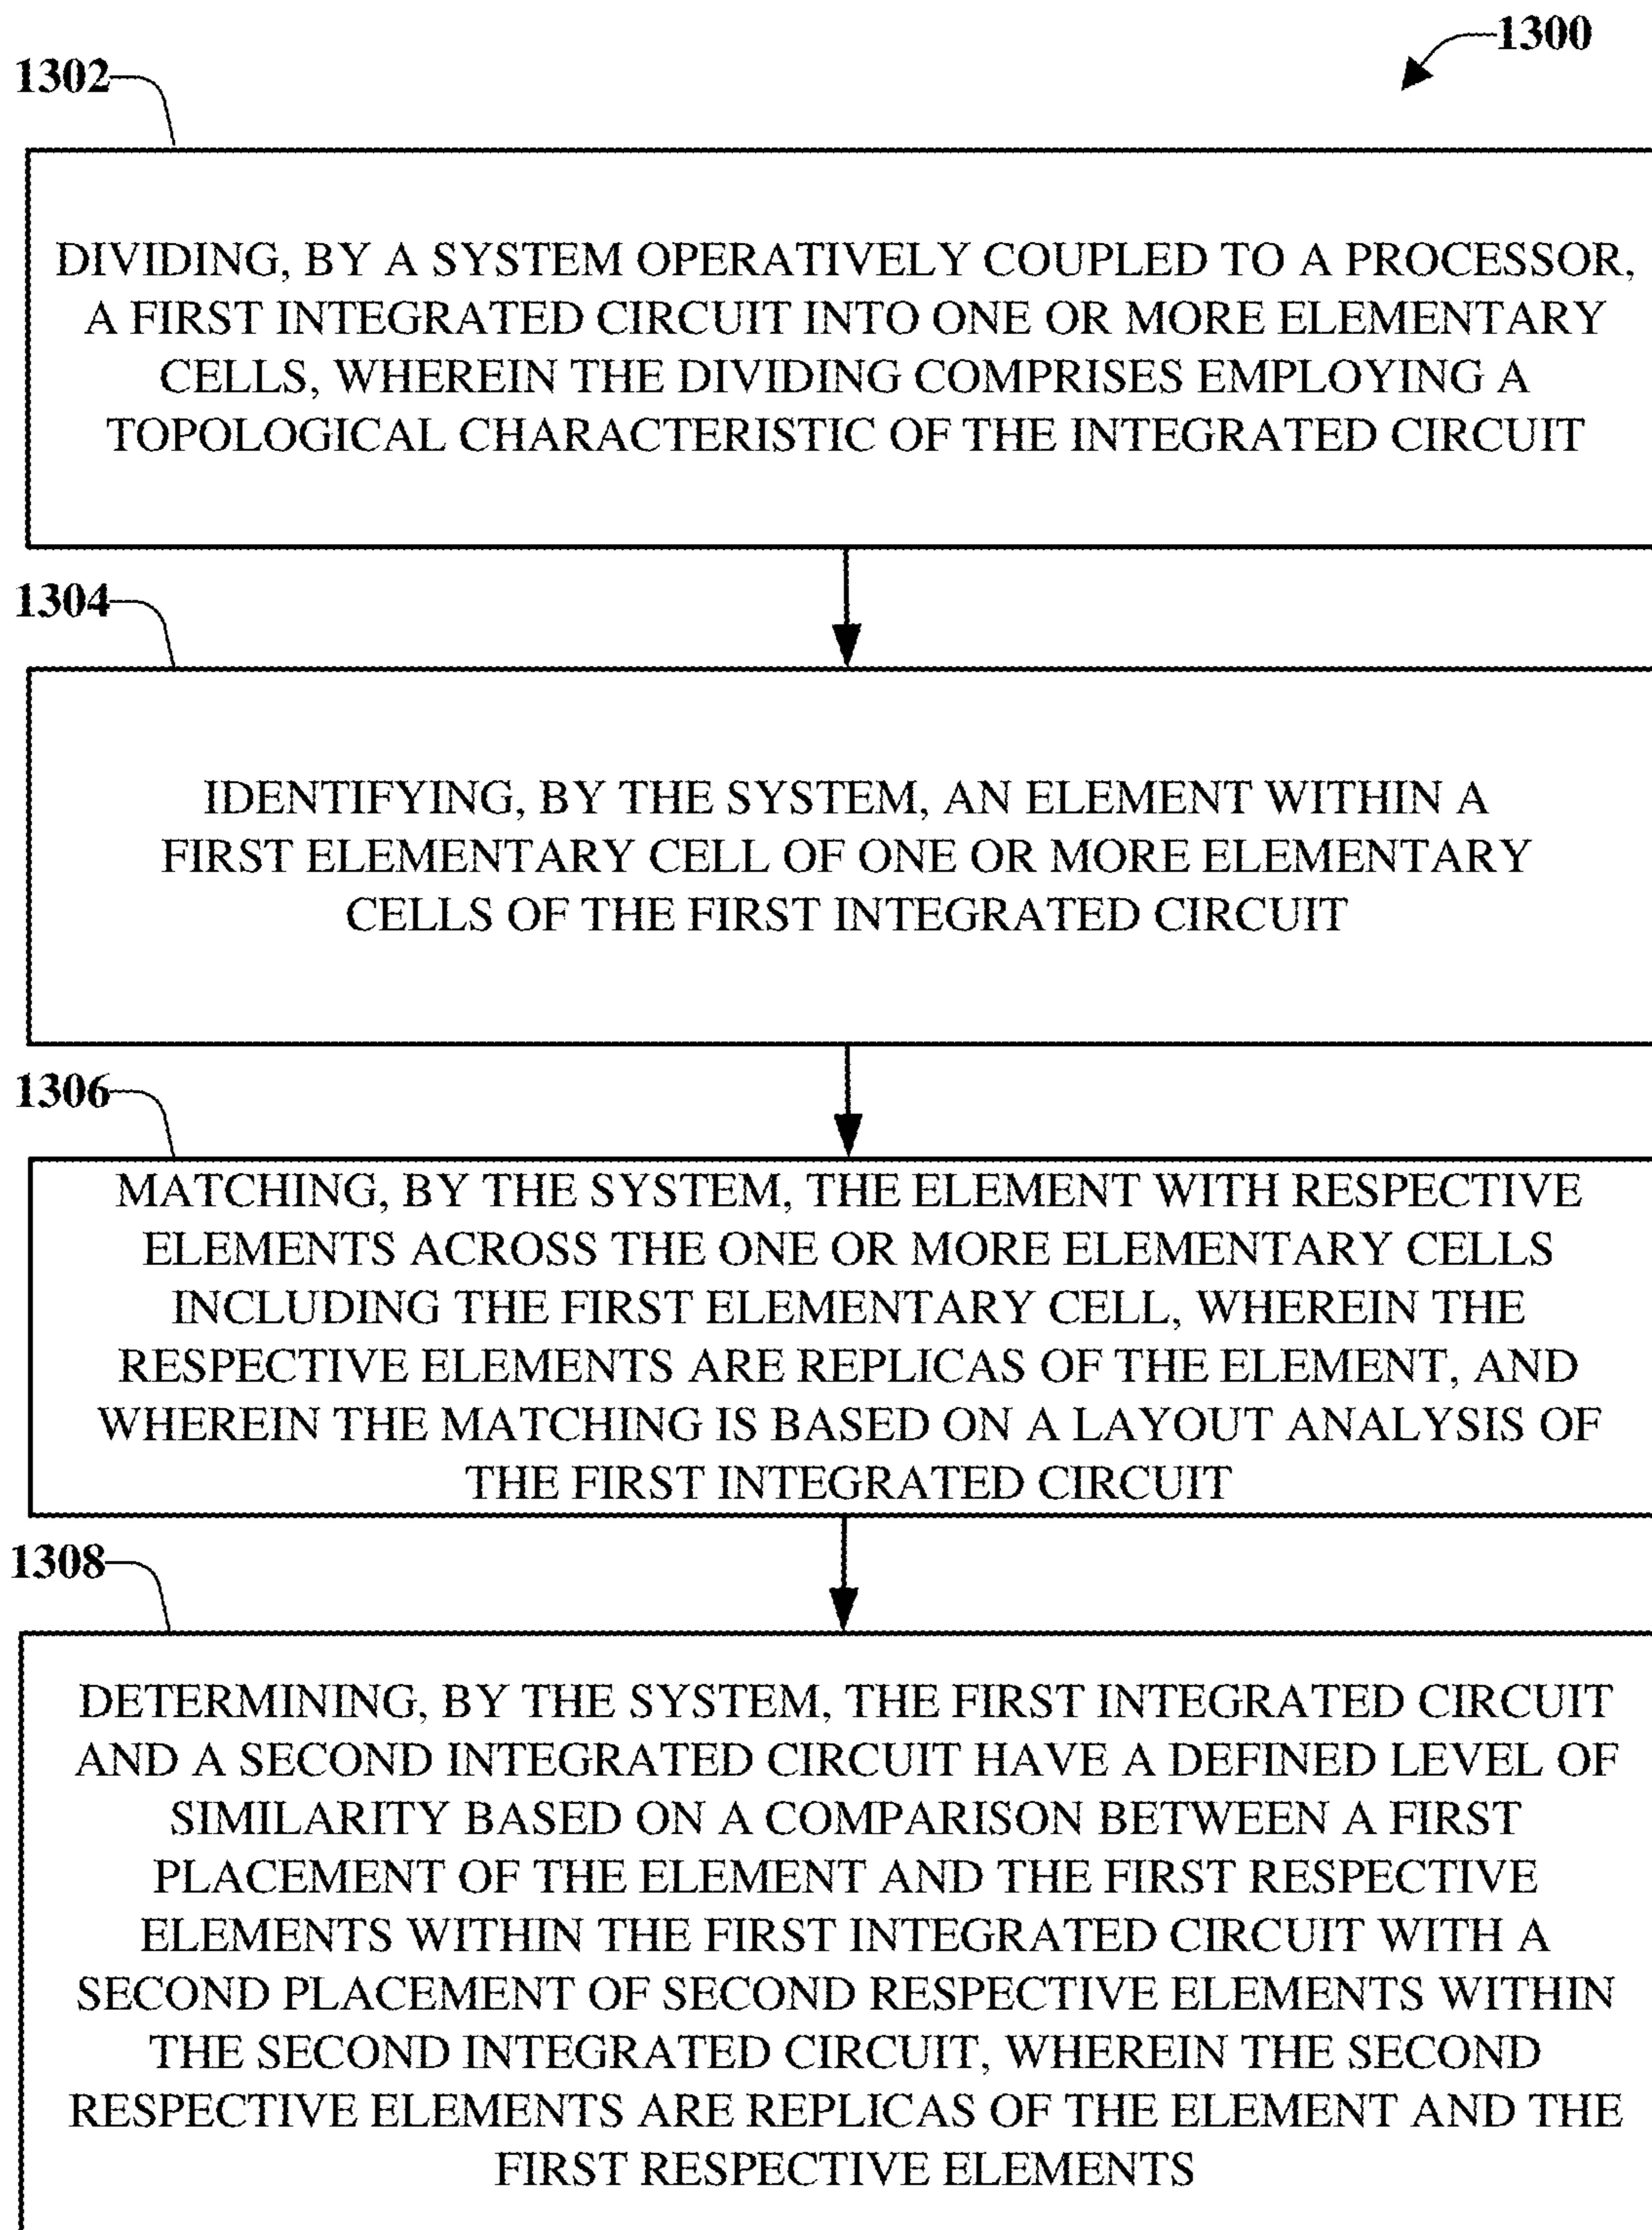 1300
1302
DIVIDING, BY A SYSTEM OPERATIVELY COUPLED TO A PROCESSOR,
A FIRST INTEGRATED CIRCUIT INTO ONE OR MORE ELEMENTARY
CELLS, WHEREIN THE DIVIDING COMPRISES EMPLOYING A
TOPOLOGICAL CHARACTERISTIC OF THE INTEGRATED CIRCUIT
1304
IDENTIFYING, BY THE SYSTEM, AN ELEMENT WITHIN A
FIRST ELEMENTARY CELL OF ONE OR MORE ELEMENTARY
CELLS OF THE FIRST INTEGRATED CIRCUIT
1306
MATCHING, BY THE SYSTEM, THE ELEMENT WITH RESPECTIVE
ELEMENTS ACROSS THE ONE OR MORE ELEMENTARY CELLS
INCLUDING THE FIRST ELEMENTARY CELL, WHEREIN THE
RESPECTIVE ELEMENTS ARE REPLICAS OF THE ELEMENT, AND
WHEREIN THE MATCHING IS BASED ON A LAYOUT ANALYSIS OF
THE FIRST INTEGRATED CIRCUIT
1308
DETERMINING, BY THE SYSTEM, THE FIRST INTEGRATED CIRCUIT
AND A SECOND INTEGRATED CIRCUIT HAVE A DEFINED LEVEL OF
SIMILARITY BASED ON A COMPARISON BETWEEN A FIRST
PLACEMENT OF THE ELEMENT AND THE FIRST RESPECTIVE
ELEMENTS WITHIN THE FIRST INTEGRATED CIRCUIT WITH A
SECOND PLACEMENT OF SECOND RESPECTIVE ELEMENTS WITHIN
THE SECOND INTEGRATED CIRCUIT, WHEREIN THE SECOND
RESPECTIVE ELEMENTS ARE REPLICAS OF THE ELEMENT AND THE
FIRST RESPECTIVE ELEMENTS